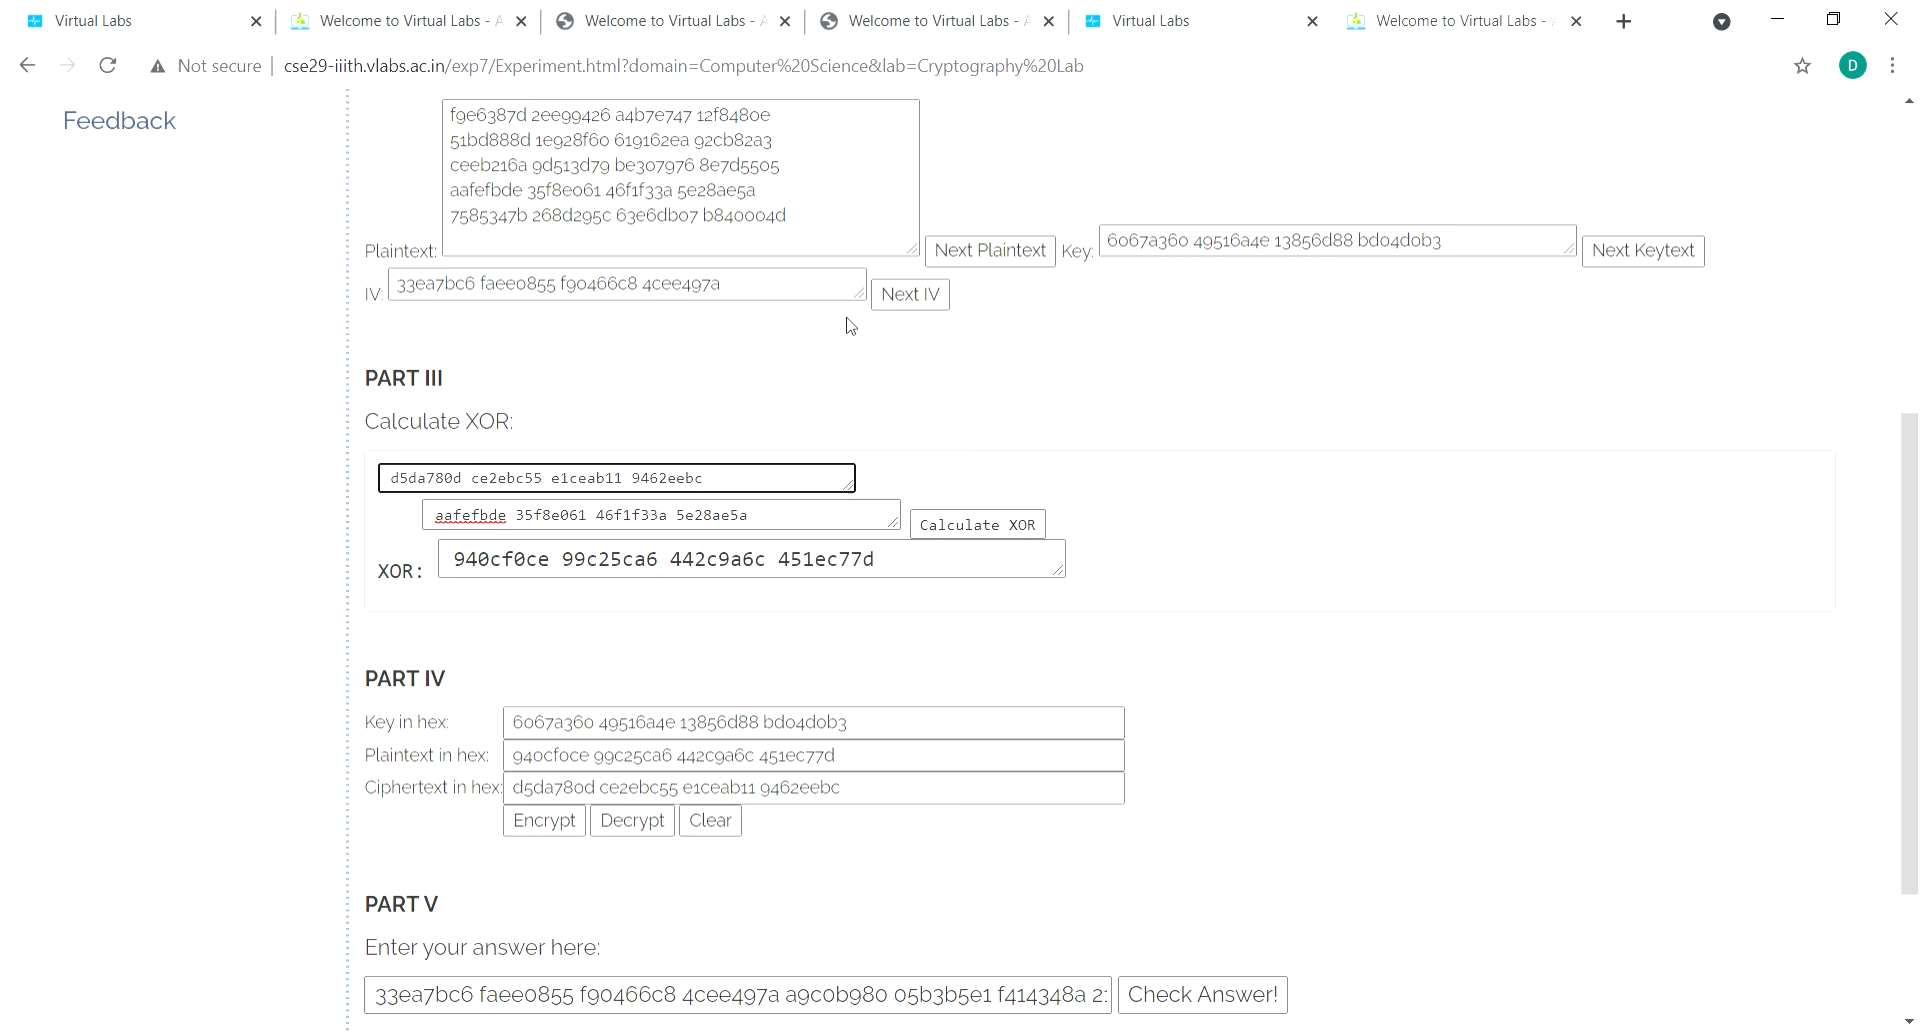 Virtual Labs
Welcome to Virtual Labs - A
Welcome to Virtual Labs - A
Welcome to Virtual Labs - A
Virtual Labs
Welcome to Virtual Labs - A
Not secure | cse29-iiith.vlabs.ac.in/exp7/Experiment.html?domain=Computer%20Science&lab=Cryptography%20Lab
D
Feedback
f9e6387d 2ee99426 a4b7e747 12f8480e
51bd888d 1e928f60 619162ea 92cb82a3
ceeb216a 9d513d79 be307976 8e7d5505
aafefbde 35f8e061 46f1f33a 5e28ae5a
7585347b 268d295c 63e6db07 b840004d
Plaintext: Next Plaintext Key: 6067a360 49516a4e 13856d88 bd04d0b3 Next Keytext
IV: 33ea7bc6 faee0855 f90466c8 4cee497a Next IV
PART III
Calculate XOR:
d5da780d ce2ebc55 e1ceab11 9462eebc
aafefbde 35f8e061 46f1f33a 5e28ae5a Calculate XOR
XOR: 940cf0ce 99c25ca6 442c9a6c 451ec77d
PART IV
Key in hex: 6067a360 49516a4e 13856d88 bd04d0b3
Plaintext in hex: 940cf0ce 99c25ca6 442c9a6c 451ec77d
Ciphertext in hex: d5da780d ce2ebc55 e1ceab11 9462eebc
Encrypt Decrypt Clear
PART V
Enter your answer here:
33ea7bc6 faee0855 f90466c8 4cee497a a9c0b980 05b3b5e1 f414348a 2 Check Answer!